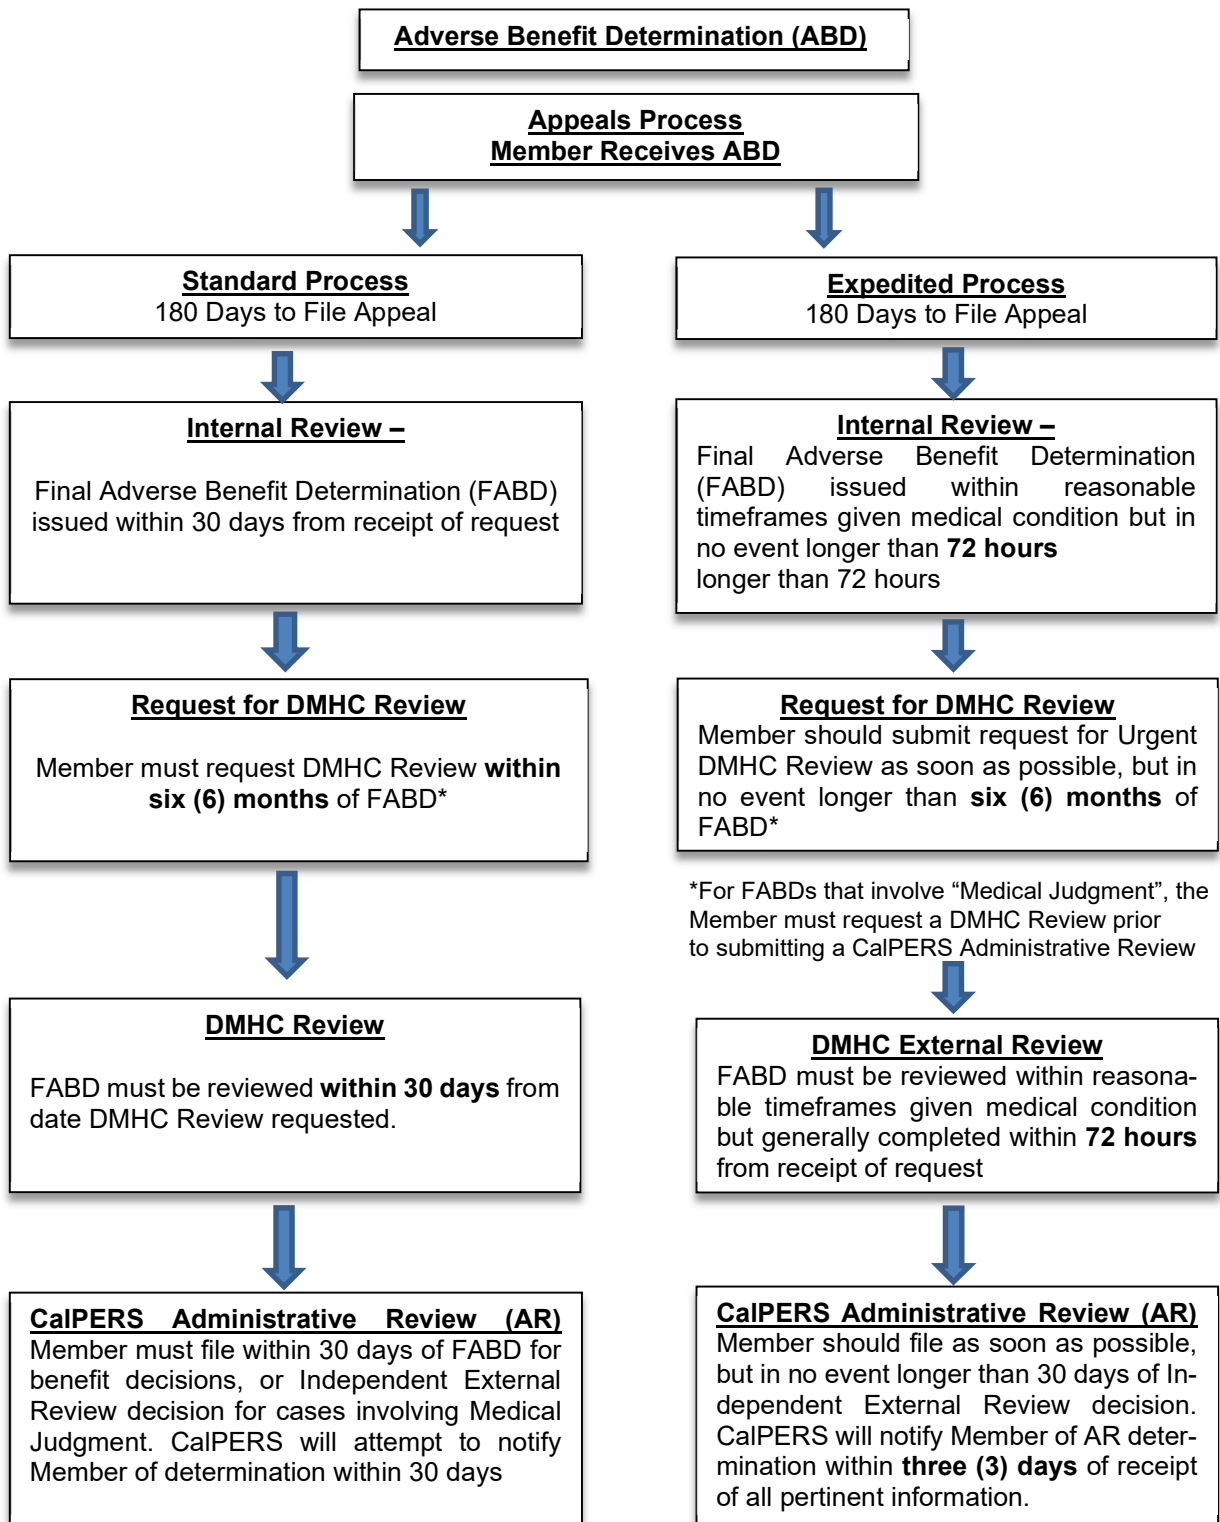 Adverse Benefit Determination (ABD)
Appeals Process
Member Receives ABD
Standard Process
180 Days to File Appeal
Expedited Process
180 Days to File Appeal
Internal Review –
Final Adverse Benefit Determination (FABD)
issued within 30 days from receipt of request
Internal Review –
Final Adverse Benefit Determination
(FABD) issued within reasonable
timeframes given medical condition but in
no event longer than 72 hours
longer than 72 hours
Request for DMHC Review
Member must request DMHC Review within
six (6) months of FABD*
Request for DMHC Review
Member should submit request for Urgent
DMHC Review as soon as possible, but in
no event longer than six (6) months of
FABD*
*For FABDs that involve “Medical Judgment”, the
Member must request a DMHC Review prior
to submitting a CalPERS Administrative Review
DMHC Review
FABD must be reviewed within 30 days from
date DMHC Review requested.
DMHC External Review
FABD must be reviewed within reasona-
ble timeframes given medical condition
but generally completed within 72 hours
from receipt of request
CalPERS Administrative Review (AR)
Member must file within 30 days of FABD for
benefit decisions, or Independent External
Review decision for cases involving Medical
Judgment. CalPERS will attempt to notify
Member of determination within 30 days
CalPERS Administrative Review (AR)
Member should file as soon as possible,
but in no event longer than 30 days of In-
dependent External Review decision.
CalPERS will notify Member of AR deter-
mination within three (3) days of receipt
of all pertinent information.